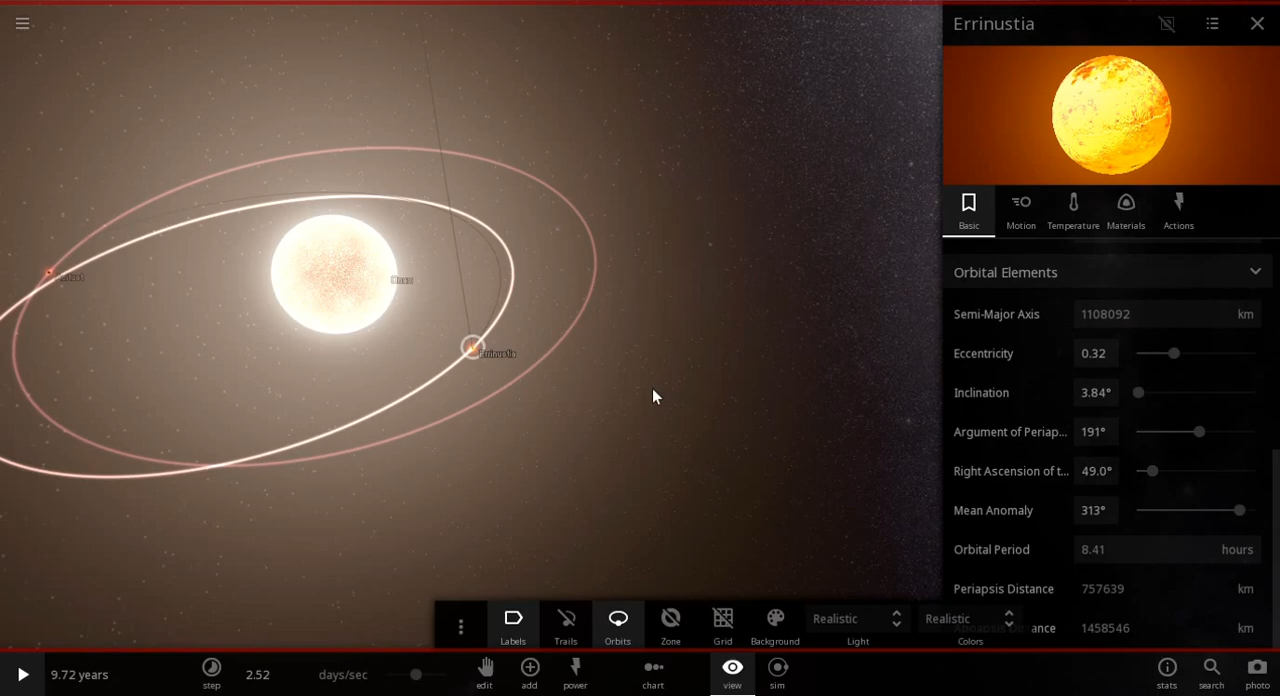 Errinustia
Basic
Motion
Temperature
Materials
Actions
Orbital Elements
Semi-Major Axis 1108092 km
Eccentricity 0.32
Inclination 3.84°
Argument of Periap... 191°
Right Ascension of t... 49.0°
Mean Anomaly 313°
Orbital Period 8.41 hours
Periapsis Distance 757639 km
ance 1458546 km
Errinustia
Labels
Trails
Orbits
Zone
Grid
Background
Realistic
Light
Realistic
Colors
9.72 years
step
2.52 days/sec
edit
add
power
chart
view
sim
stats
search
photo